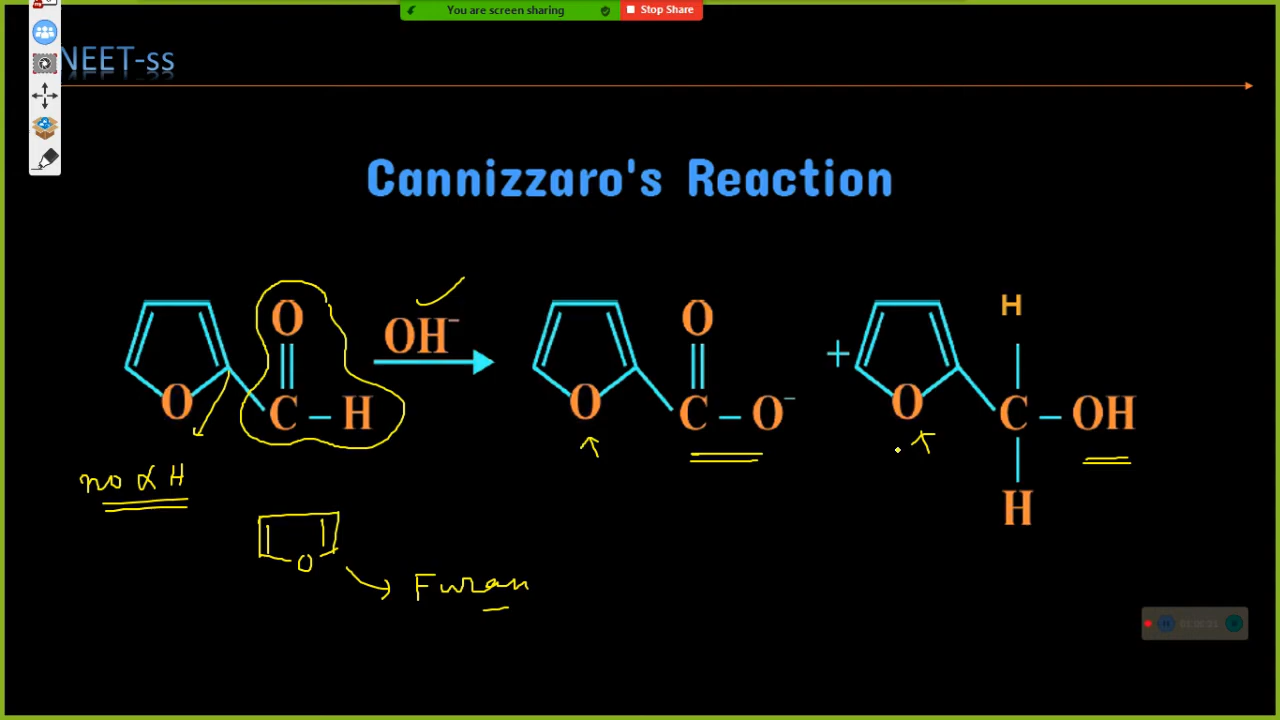 You are screen sharing
Stop Share
NEET-ss
Cannizzaro's Reaction
O H
O OH⁻ O
O C – H O C – O⁻ + O C – OH
no α H
H
O
Furan